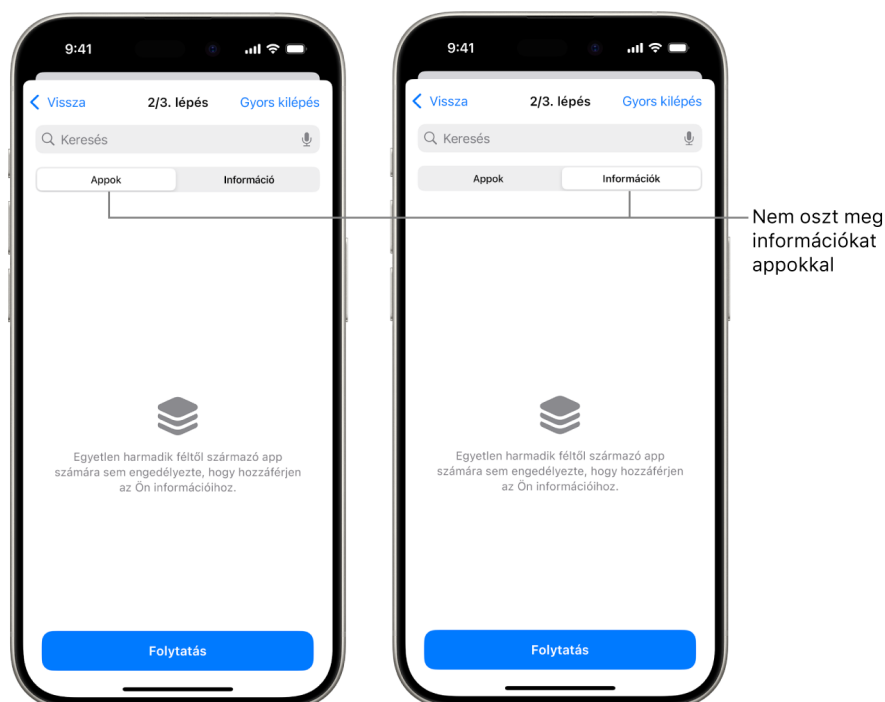 9:41
Vissza 2/3. lépés Gyors kilépés
Keresés
Appok Információ
Egyetlen harmadik féltől származó app
számára sem engedélyezte, hogy hozzáférjen
az Ön információihoz.
Folytatás
9:41
Vissza 2/3. lépés Gyors kilépés
Keresés
Appok Információk
Egyetlen harmadik féltől származó app
számára sem engedélyezte, hogy hozzáférjen
az Ön információihoz.
Folytatás
Nem oszt meg
információkat
appokkal